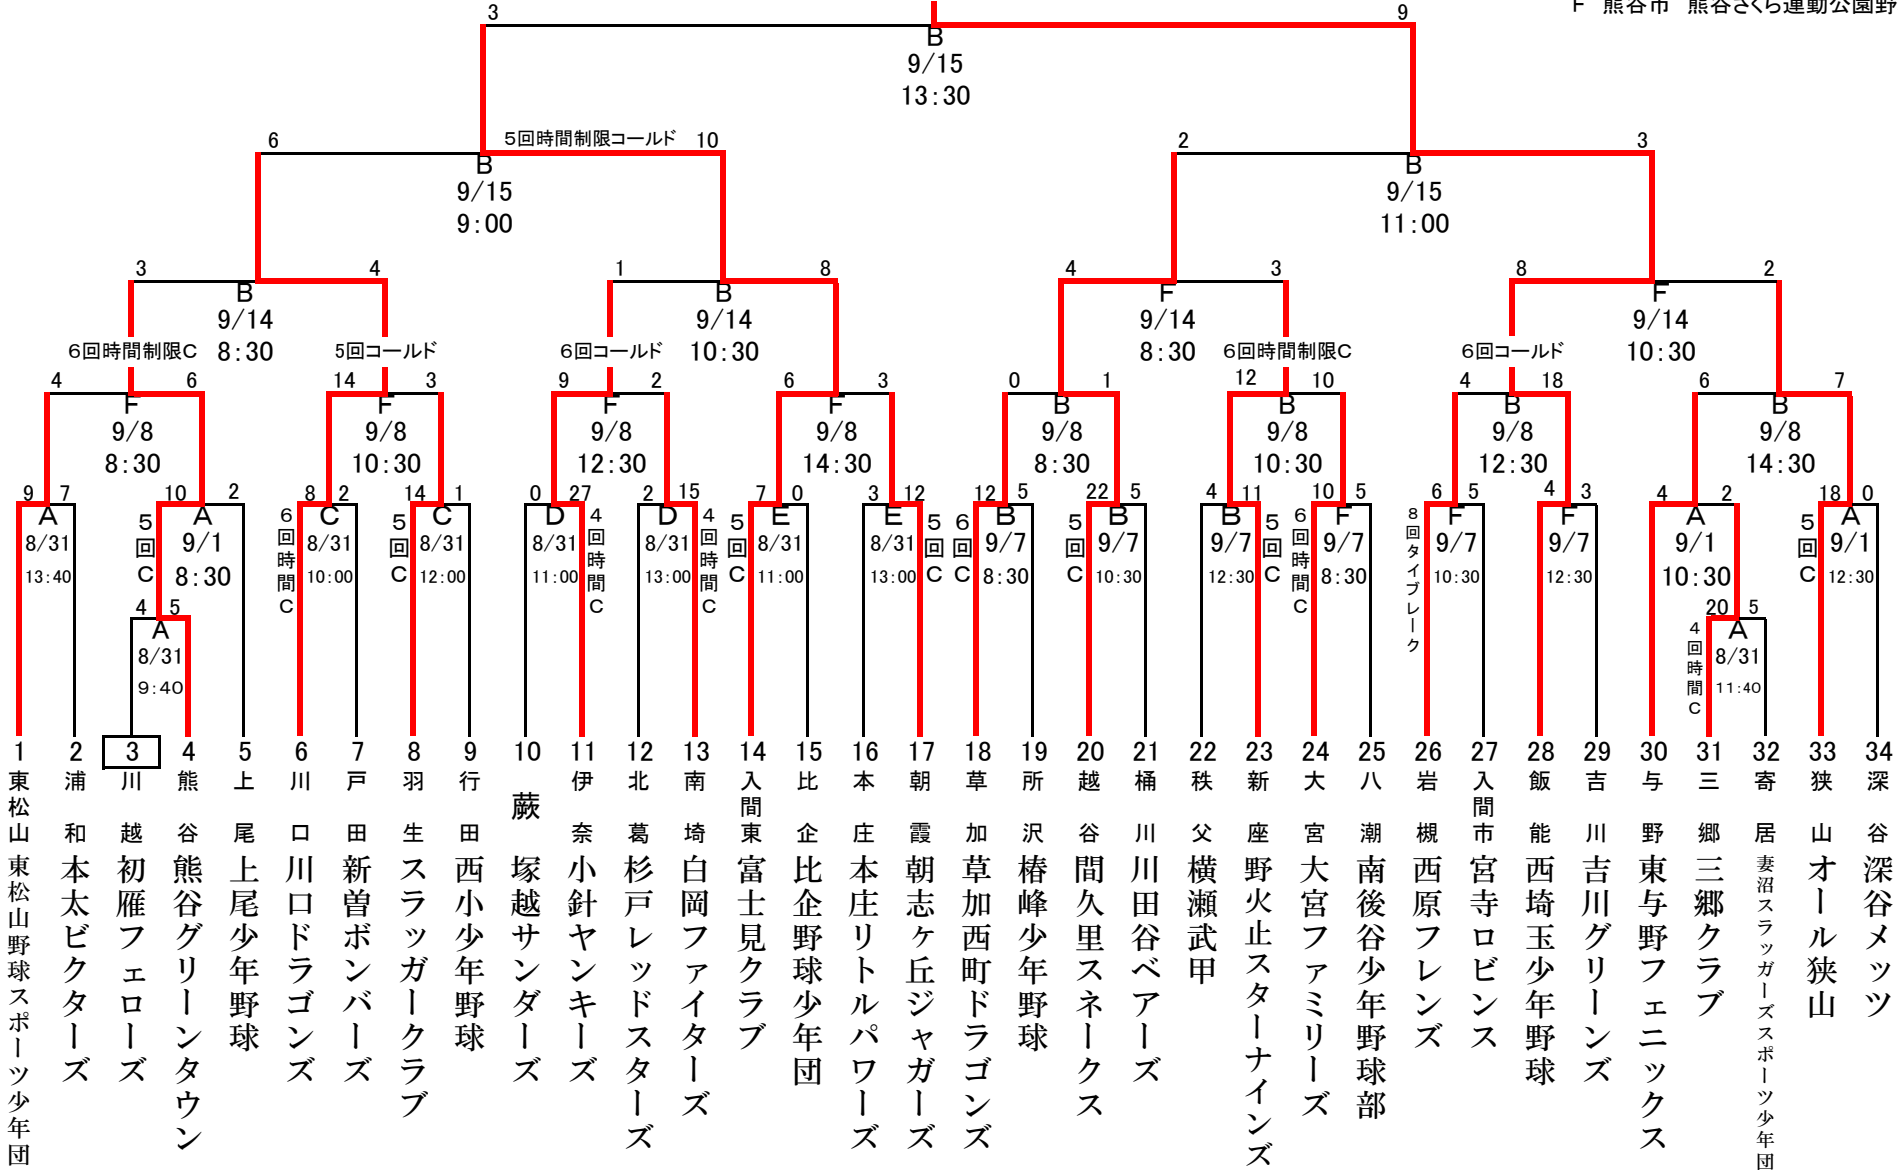 F 熊谷市 熊谷さくら運動公園野
3 9
B
9/15
13:30
6 5回時間制限コールド 10 2 3
B B
9/15 9/15
9:00 11:00
3 4 1 8 4 3 8 2
B B F F
9/14 9/14 9/14 9/14
8:30 10:30 8:30 10:30
6回時間制限C 5回コールド 6回コールド 6回時間制限C 6回コールド
4 6 14 3 9 2 6 3 0 1 12 10 4 18 6 7
F F F F B B B B
9/8 9/8 9/8 9/8 9/8 9/8 9/8 9/8
8:30 10:30 12:30 14:30 8:30 10:30 12:30 14:30
9 7 10 2 8 2 14 1 0 27 2 15 7 0 3 12 12 5 22 5 4 11 10 5 6 5 4 3 4 2 18 0
A A C C D D E E B B B F F F A A
8/31 9/1 8/31 8/31 8/31 8/31 8/31 8/31 9/7 9/7 9/7 9/7 9/7 9/7 9/1 9/1
13:40 8:30 10:00 12:00 11:00 13:00 11:00 13:00 8:30 10:30 12:30 8:30 10:30 12:30 10:30 12:30
5回C 6回時間C 5回C 4回時間C 4回時間C 5回C 5回C 6回C 5回C 5回C 6回時間C 8回タイブレーク 5回C
4 5 20 5
A A
8/31 8/31
9:40 11:40
4回時間C
1 東松山 東松山野球スポーツ少年団
2 浦和 本太ビクターズ
3 川越 初雁フェローズ
4 熊谷 熊谷グリーンタウン
5 上尾 上尾少年野球
6 川口 川口ドラゴンズ
7 戸田 新曽ボンバーズ
8 羽生 スラッガークラブ
9 行田 西小少年野球
10 蕨 塚越サンダーズ
11 伊奈 小針ヤンキーズ
12 北葛 杉戸レッドスターズ
13 南埼 白岡ファイターズ
14 入間東 富士見クラブ
15 比企 比企野球少年団
16 本庄 本庄リトルパワーズ
17 朝霞 朝志ヶ丘ジャガーズ
18 草加 草加西町ドラゴンズ
19 所沢 椿峰少年野球
20 越谷 間久里スネークス
21 桶川 川田谷ベアーズ
22 秩父 横瀬武甲
23 新座 野火止スターナインズ
24 大宮 大宮ファミリーズ
25 八潮 南後谷少年野球部
26 岩槻 西原フレンズ
27 入間市 宮寺ロビンス
28 飯能 西埼玉少年野球
29 吉川 吉川グリーンズ
30 与野 東与野フェニックス
31 三郷 三郷クラブ
32 寄居 妻沼スラッガーズスポーツ少年団
33 狭山 オール狭山
34 深谷 深谷メッツ